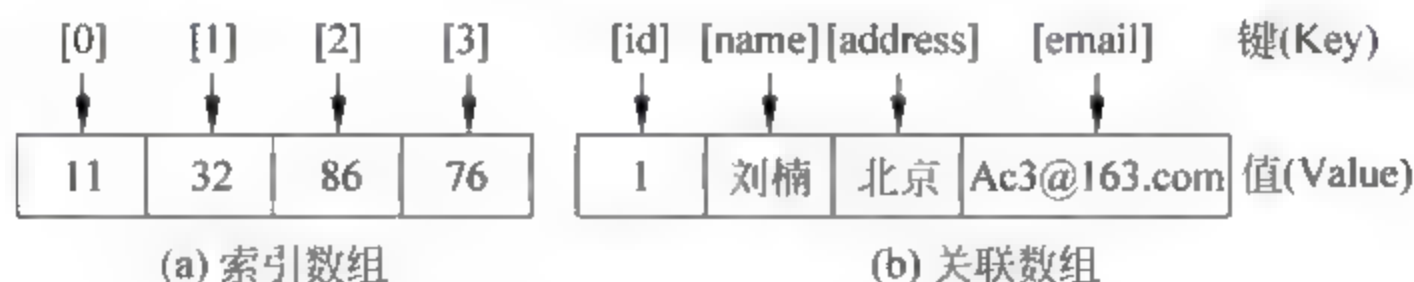 [0] [1] [2] [3] [id] [name] [address] [email] 键(Key)
11 32 86 76 1 刘楠 北京 Ac3@163.com 值(Value)
(a) 索引数组 (b) 关联数组